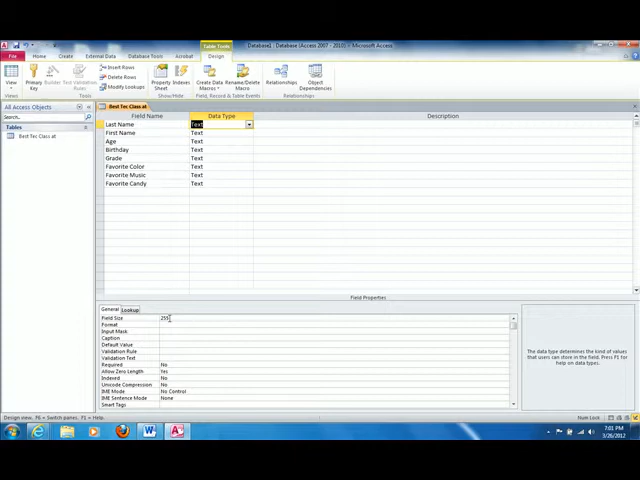 Table Tools
Database1 : Database (Access 2007 - 2010) - Microsoft Access
File Home Create External Data Database Tools Acrobat Design
View
Primary Key
Builder
Test Validation Rules
Insert Rows
Delete Rows
Modify Lookups
Property Sheet
Indexes
Create Data Macros
Rename/Delete Macro
Relationships
Object Dependencies
Views
Tools
Show/Hide
Field, Record & Table Events
Relationships
All Access Objects
Search...
Tables
Best Tec Class at
Best Tec Class at
Field Name Data Type Description
Last Name Text
First Name Text
Age Text
Birthday Text
Grade Text
Favorite Color Text
Favorite Music Text
Favorite Candy Text
Field Properties
General Lookup
Field Size 255
Format
Input Mask
Caption
Default Value
Validation Rule
Validation Text
Required No
Allow Zero Length Yes
Indexed No
Unicode Compression No
IME Mode No Control
IME Sentence Mode None
Smart Tags
The data type determines the kind of values
that users can store in the field. Press F1 for
help on data types.
Design view. F6 = Switch panes. F1 = Help.
Num Lock
7:01 PM
3/26/2012